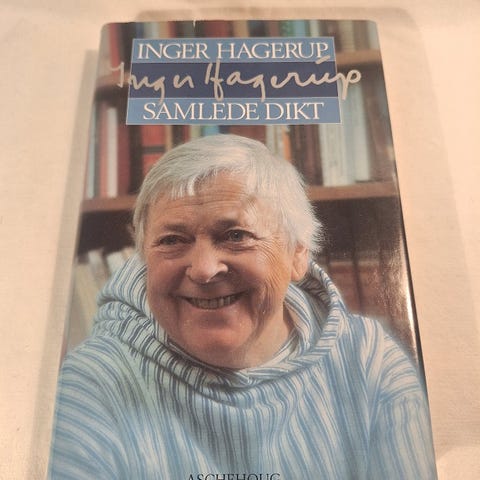 INGER HAGERUP
Inger Hagerup
SAMLEDE DIKT
ASCHEHOUG